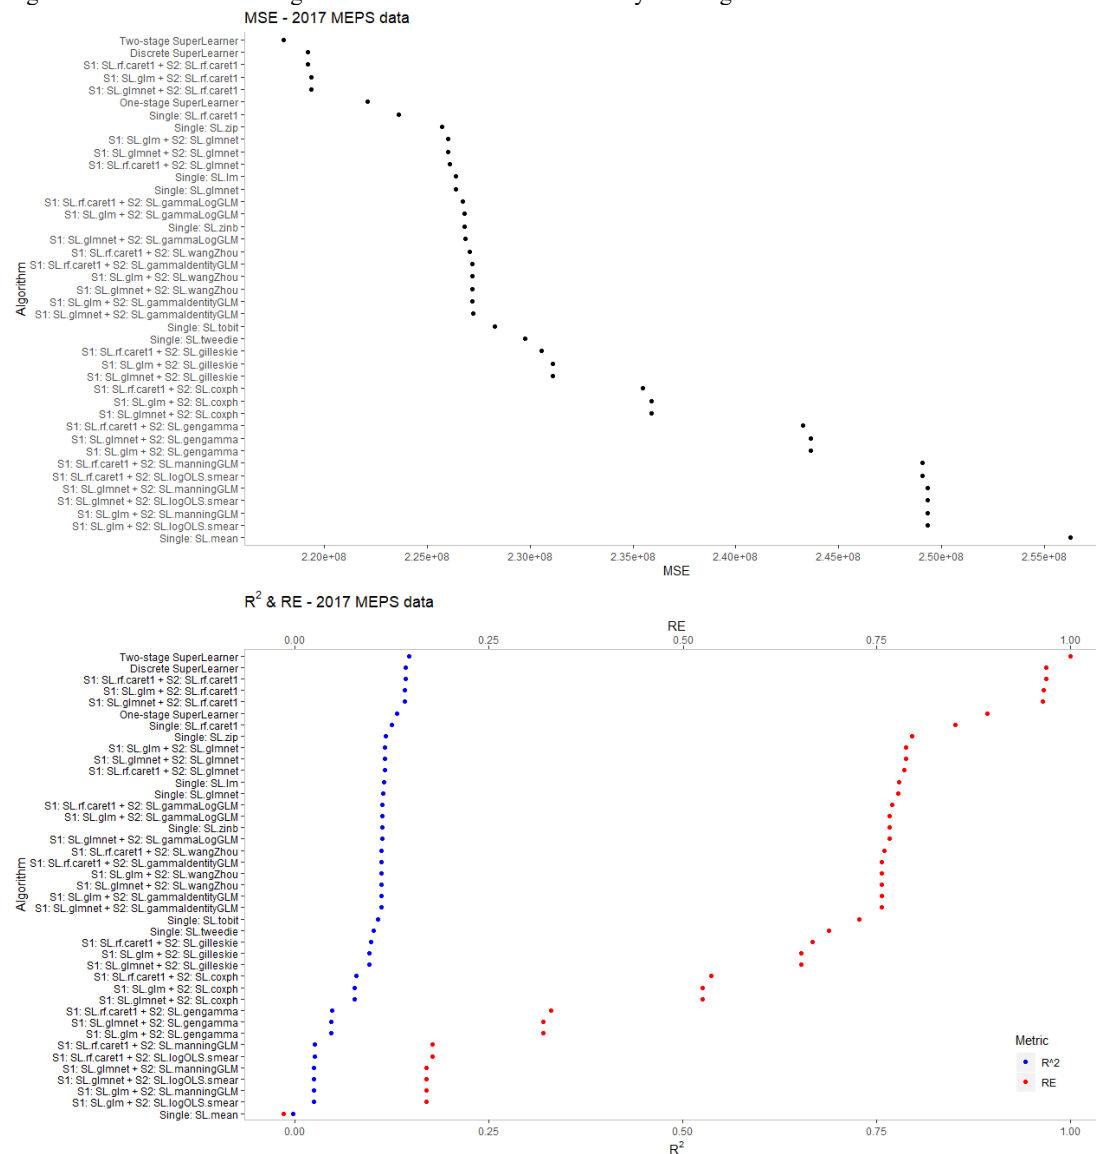 MSE - 2017 MEPS data
Algorithm
Two-stage SuperLearner
Discrete SuperLearner
S1: SL.rf.caret1 + S2: SL.rf.caret1
S1: SL.glm + S2: SL.rf.caret1
S1: SL.glmnet + S2: SL.rf.caret1
One-stage SuperLearner
Single: SL.rf.caret1
Single: SL.zip
S1: SL.glm + S2: SL.glmnet
S1: SL.glmnet + S2: SL.glmnet
S1: SL.rf.caret1 + S2: SL.glmnet
Single: SL.lm
Single: SL.glmnet
S1: SL.rf.caret1 + S2: SL.gammaLogGLM
S1: SL.glm + S2: SL.gammaLogGLM
Single: SL.zinb
S1: SL.glmnet + S2: SL.gammaLogGLM
S1: SL.rf.caret1 + S2: SL.wangZhou
S1: SL.rf.caret1 + S2: SL.gammaIdentityGLM
S1: SL.glm + S2: SL.wangZhou
S1: SL.glmnet + S2: SL.wangZhou
S1: SL.glm + S2: SL.gammaIdentityGLM
S1: SL.glmnet + S2: SL.gammaIdentityGLM
Single: SL.tobit
Single: SL.tweedie
S1: SL.rf.caret1 + S2: SL.gilleskie
S1: SL.glm + S2: SL.gilleskie
S1: SL.glmnet + S2: SL.gilleskie
S1: SL.rf.caret1 + S2: SL.coxph
S1: SL.glm + S2: SL.coxph
S1: SL.glmnet + S2: SL.coxph
S1: SL.rf.caret1 + S2: SL.gengamma
S1: SL.glmnet + S2: SL.gengamma
S1: SL.glm + S2: SL.gengamma
S1: SL.rf.caret1 + S2: SL.manningGLM
S1: SL.rf.caret1 + S2: SL.logOLS.smear
S1: SL.glmnet + S2: SL.manningGLM
S1: SL.glmnet + S2: SL.logOLS.smear
S1: SL.glm + S2: SL.manningGLM
S1: SL.glm + S2: SL.logOLS.smear
Single: SL.mean
2.20e+08 2.25e+08 2.30e+08 2.35e+08 2.40e+08 2.45e+08 2.50e+08 2.55e+08
MSE
R² & RE - 2017 MEPS data
RE
0.00 0.25 0.50 0.75 1.00
Algorithm
Two-stage SuperLearner
Discrete SuperLearner
S1: SL.rf.caret1 + S2: SL.rf.caret1
S1: SL.glm + S2: SL.rf.caret1
S1: SL.glmnet + S2: SL.rf.caret1
One-stage SuperLearner
Single: SL.rf.caret1
Single: SL.zip
S1: SL.glm + S2: SL.glmnet
S1: SL.glmnet + S2: SL.glmnet
S1: SL.rf.caret1 + S2: SL.glmnet
Single: SL.lm
Single: SL.glmnet
S1: SL.rf.caret1 + S2: SL.gammaLogGLM
S1: SL.glm + S2: SL.gammaLogGLM
Single: SL.zinb
S1: SL.glmnet + S2: SL.gammaLogGLM
S1: SL.rf.caret1 + S2: SL.wangZhou
S1: SL.rf.caret1 + S2: SL.gammaIdentityGLM
S1: SL.glm + S2: SL.wangZhou
S1: SL.glmnet + S2: SL.wangZhou
S1: SL.glm + S2: SL.gammaIdentityGLM
S1: SL.glmnet + S2: SL.gammaIdentityGLM
Single: SL.tobit
Single: SL.tweedie
S1: SL.rf.caret1 + S2: SL.gilleskie
S1: SL.glm + S2: SL.gilleskie
S1: SL.glmnet + S2: SL.gilleskie
S1: SL.rf.caret1 + S2: SL.coxph
S1: SL.glm + S2: SL.coxph
S1: SL.glmnet + S2: SL.coxph
S1: SL.rf.caret1 + S2: SL.gengamma
S1: SL.glmnet + S2: SL.gengamma
S1: SL.glm + S2: SL.gengamma
S1: SL.rf.caret1 + S2: SL.manningGLM
S1: SL.rf.caret1 + S2: SL.logOLS.smear
S1: SL.glmnet + S2: SL.manningGLM
S1: SL.glmnet + S2: SL.logOLS.smear
S1: SL.glm + S2: SL.manningGLM
S1: SL.glm + S2: SL.logOLS.smear
Single: SL.mean
Metric
R^2
RE
0.00 0.25 0.50 0.75 1.00
R²